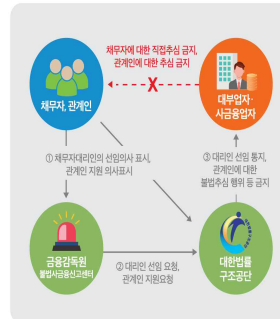 채무자에 대한 직접추심 금지,
관계인에 대한 추심 금지
X
채무자, 관계인
대부업자·
사금융업자
① 채무자대리인의 선임의사 표시,
관계인 지원 의사표시
③ 대리인 선임 통지,
관계인에 대한
불법추심 행위 등 금지
금융감독원
불법사금융신고센터
② 대리인 선임 요청,
관계인 지원요청
대한법률
구조공단